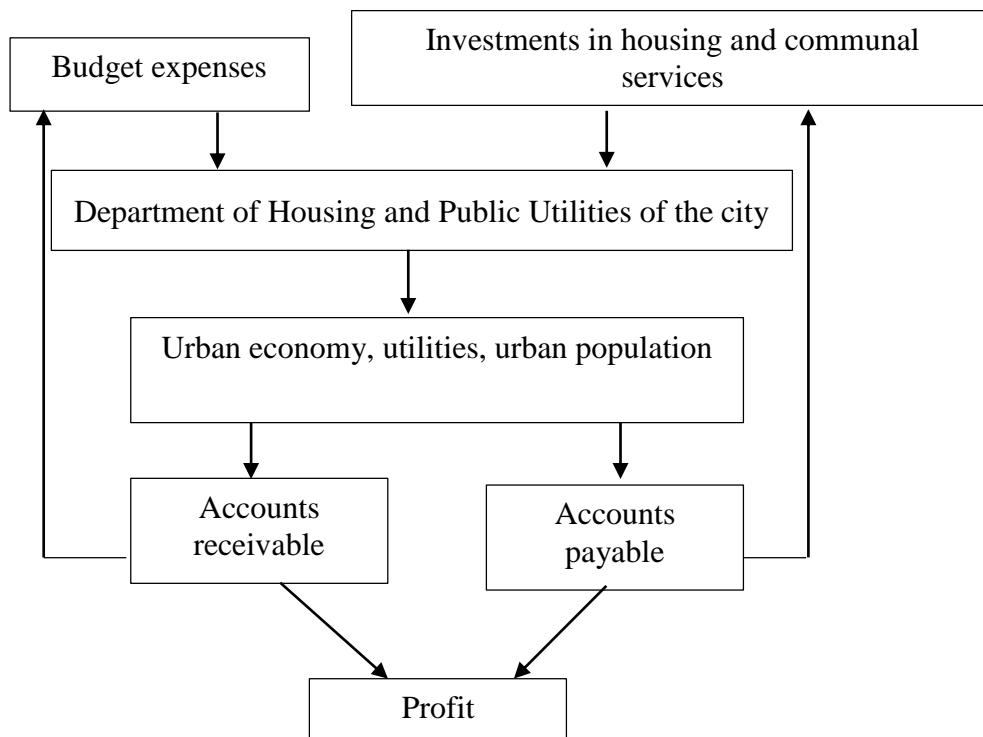 Budget expenses
Investments in housing and communal
services
Department of Housing and Public Utilities of the city
Urban economy, utilities, urban population
Accounts
receivable
Accounts
payable
Profit